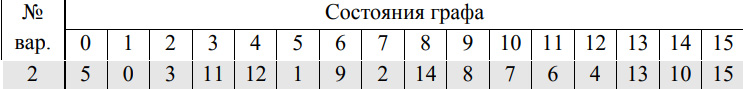 № Состояния графа
вар. 0 1 2 3 4 5 6 7 8 9 10 11 12 13 14 15
2 5 0 3 11 12 1 9 2 14 8 7 6 4 13 10 15